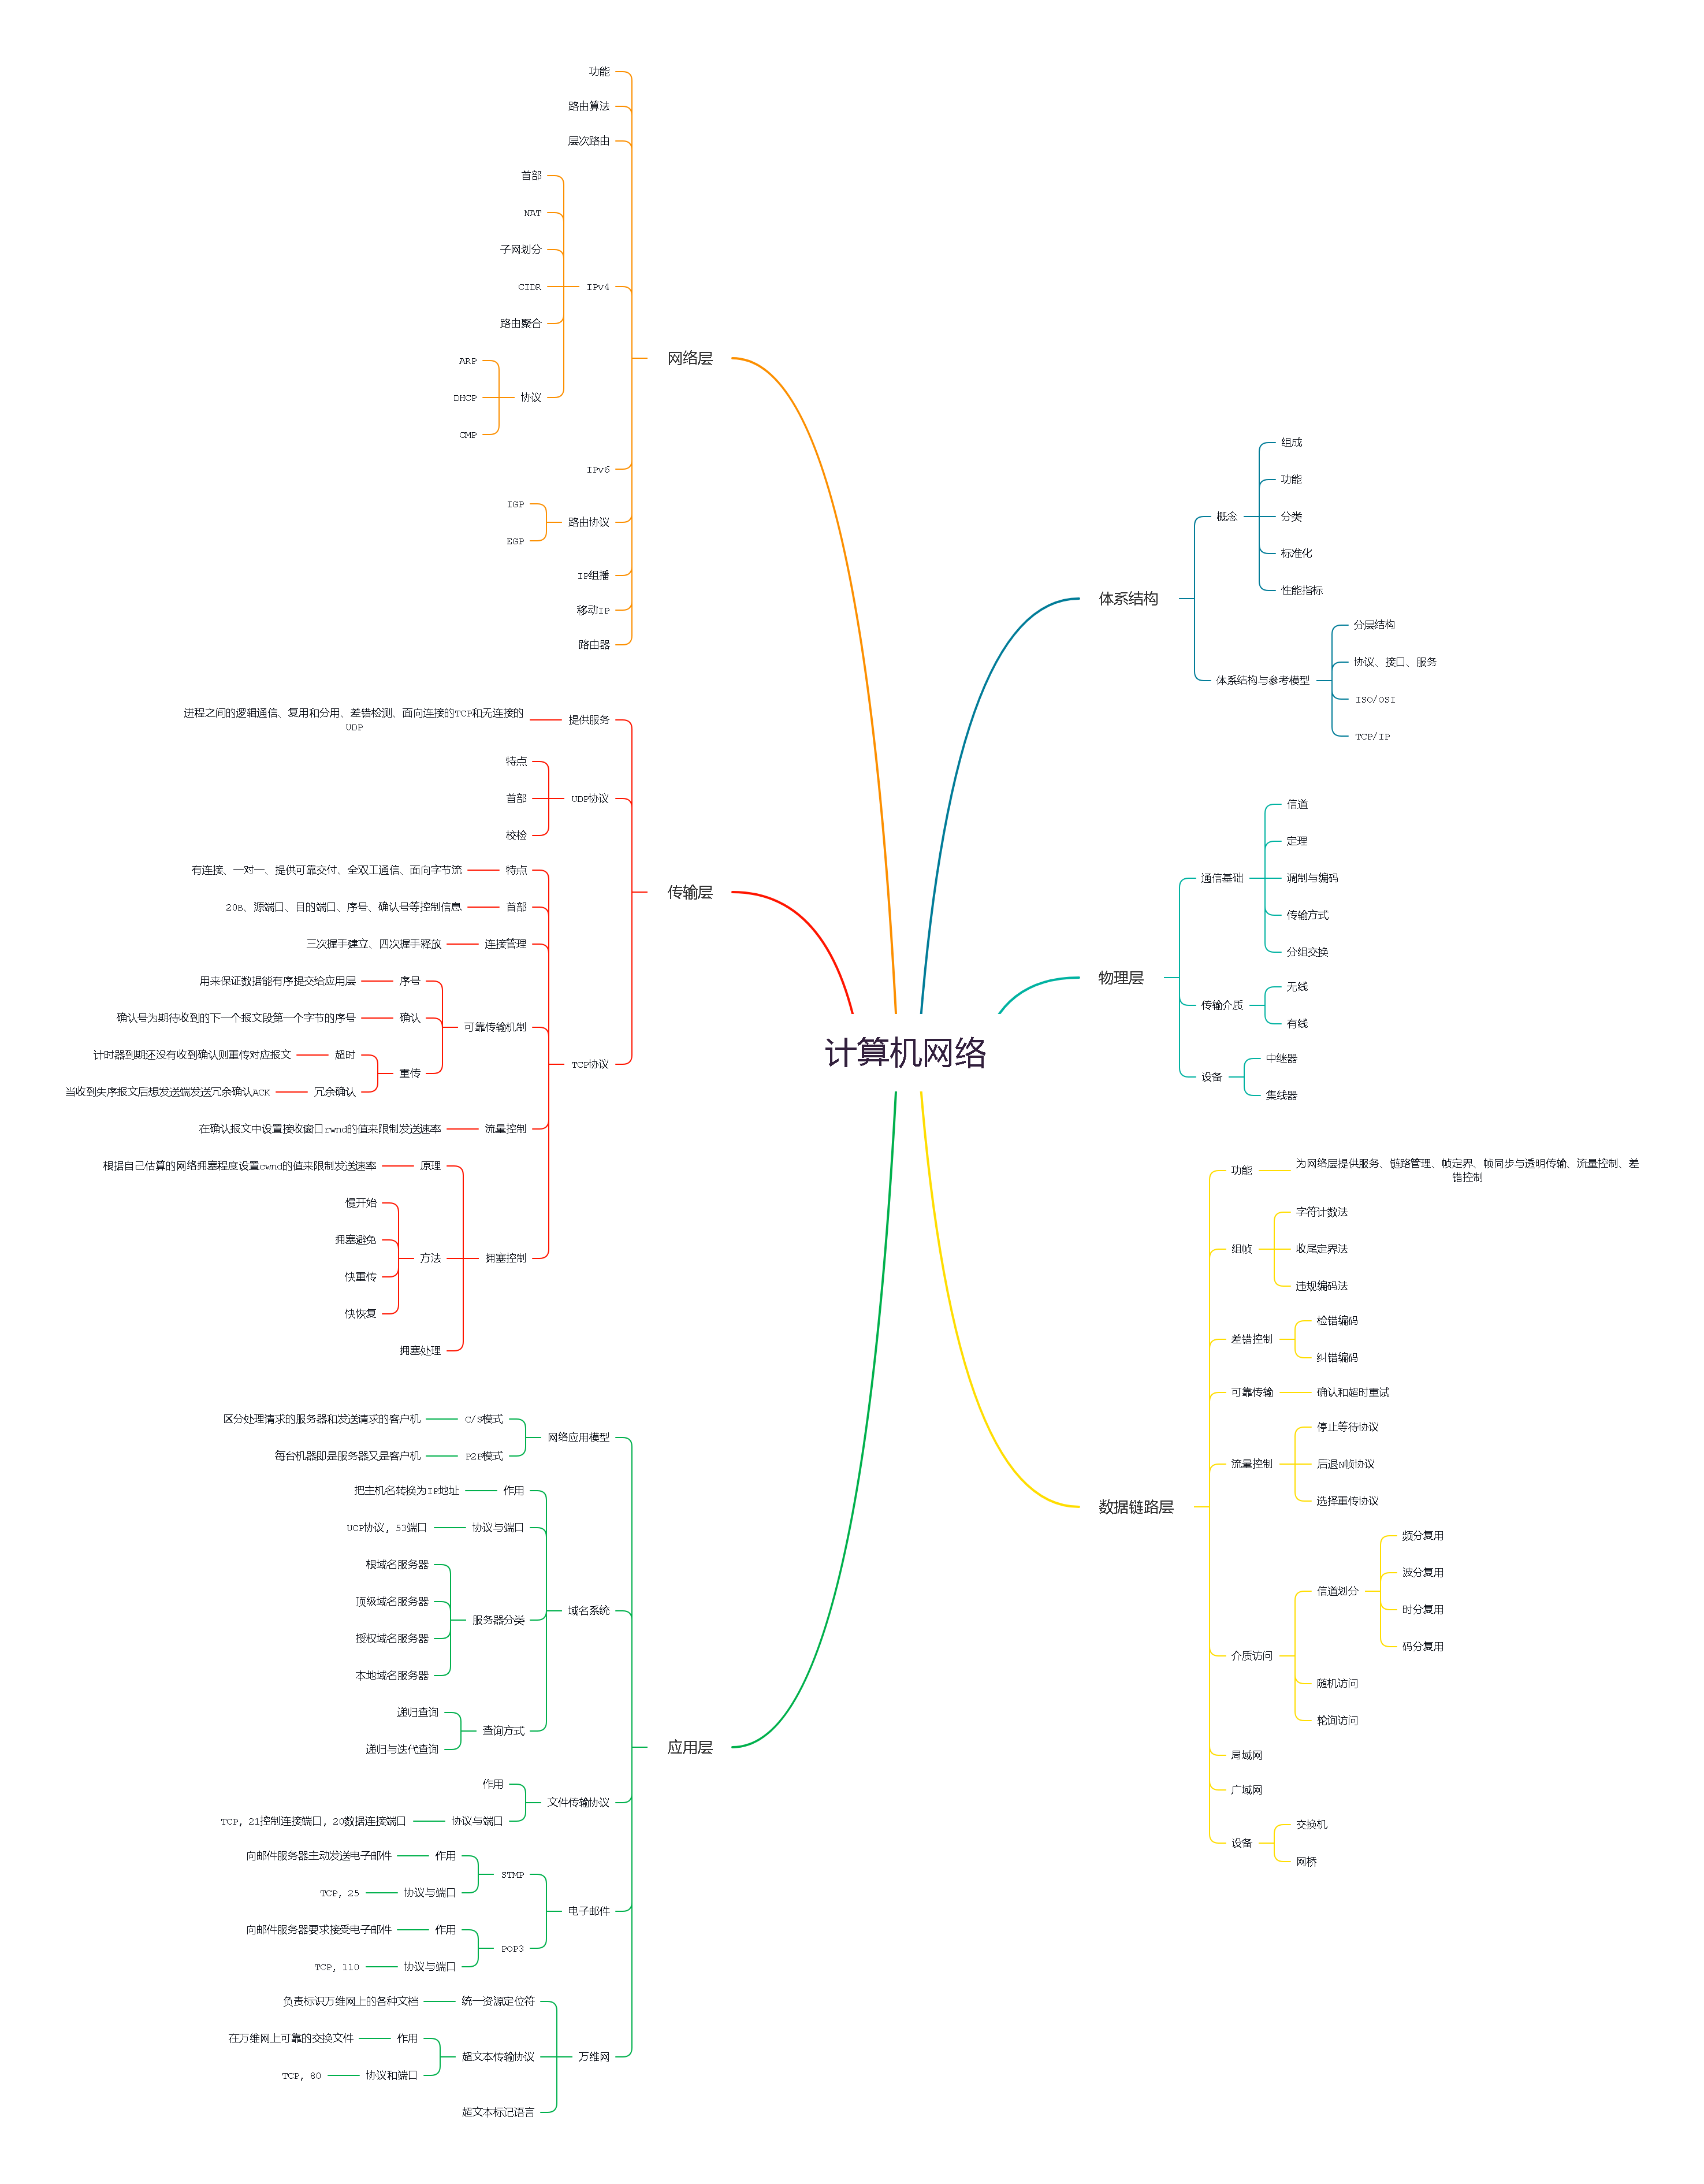 计算机网络
体系结构
概念
组成
功能
分类
标准化
性能指标
体系结构与参考模型
分层结构
协议、接口、服务
ISO/OSI
TCP/IP
物理层
通信基础
信道
定理
调制与编码
传输方式
分组交换
传输介质
无线
有线
设备
中继器
集线器
数据链路层
功能
为网络层提供服务、链路管理、帧定界、帧同步与透明传输、流量控制、差
错控制
组帧
字符计数法
收尾定界法
违规编码法
差错控制
检错编码
纠错编码
可靠传输
确认和超时重试
流量控制
停止等待协议
后退N帧协议
选择重传协议
介质访问
信道划分
频分复用
波分复用
时分复用
码分复用
随机访问
轮询访问
局域网
广域网
设备
交换机
网桥
网络层
功能
路由算法
层次路由
IPv4
首部
NAT
子网划分
CIDR
路由聚合
协议
ARP
DHCP
CMP
IPv6
路由协议
IGP
EGP
IP组播
移动IP
路由器
传输层
提供服务
进程之间的逻辑通信、复用和分用、差错检测、面向连接的TCP和无连接的
UDP
UDP协议
特点
首部
校检
TCP协议
特点
有连接、一对一、提供可靠交付、全双工通信、面向字节流
首部
20B、源端口、目的端口、序号、确认号等控制信息
连接管理
三次握手建立、四次握手释放
可靠传输机制
序号
用来保证数据能有序提交给应用层
确认
确认号为期待收到的下一个报文段第一个字节的序号
重传
超时
计时器到期还没有收到确认则重传对应报文
冗余确认
当收到失序报文后想发送端发送冗余确认ACK
流量控制
在确认报文中设置接收窗口rwnd的值来限制发送速率
拥塞控制
原理
根据自己估算的网络拥塞程度设置cwnd的值来限制发送速率
方法
慢开始
拥塞避免
快重传
快恢复
拥塞处理
应用层
网络应用模型
C/S模式
区分处理请求的服务器和发送请求的客户机
P2P模式
每台机器即是服务器又是客户机
域名系统
作用
把主机名转换为IP地址
协议与端口
UCP协议, 53端口
服务器分类
根域名服务器
顶级域名服务器
授权域名服务器
本地域名服务器
查询方式
递归查询
递归与迭代查询
文件传输协议
作用
协议与端口
TCP, 21控制连接端口, 20数据连接端口
电子邮件
STMP
作用
向邮件服务器主动发送电子邮件
协议与端口
TCP, 25
POP3
作用
向邮件服务器要求接受电子邮件
协议与端口
TCP, 110
万维网
统一资源定位符
负责标识万维网上的各种文档
超文本传输协议
作用
在万维网上可靠的交换文件
协议和端口
TCP, 80
超文本标记语言